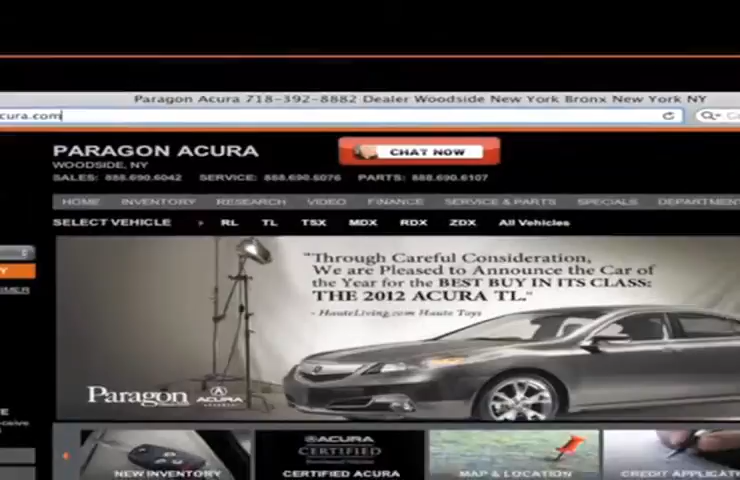 Paragon Acura 718-392-8882 Dealer Woodside New York Bronx New York NY
cura.com
PARAGON ACURA
CHAT NOW
WOODSIDE, NY
SALES: 888.690.6042 SERVICE: 888.690.5076 PARTS: 888.690.6107
HOME INVENTORY RESEARCH VIDEO FINANCE SERVICE & PARTS SPECIALS DEPARTMENT
SELECT VEHICLE RL TL TSX MDX RDX ZDX All Vehicles
"Through Careful Consideration,
We are Pleased to Announce the Car of
the Year for the BEST BUY IN ITS CLASS:
THE 2012 ACURA TL."
- HauteLiving.com Haute Toys
Paragon ACURA
NEW INVENTORY
ACURA
CERTIFIED
CERTIFIED ACURA
MAP & LOCATION
CREDIT APPLICAT